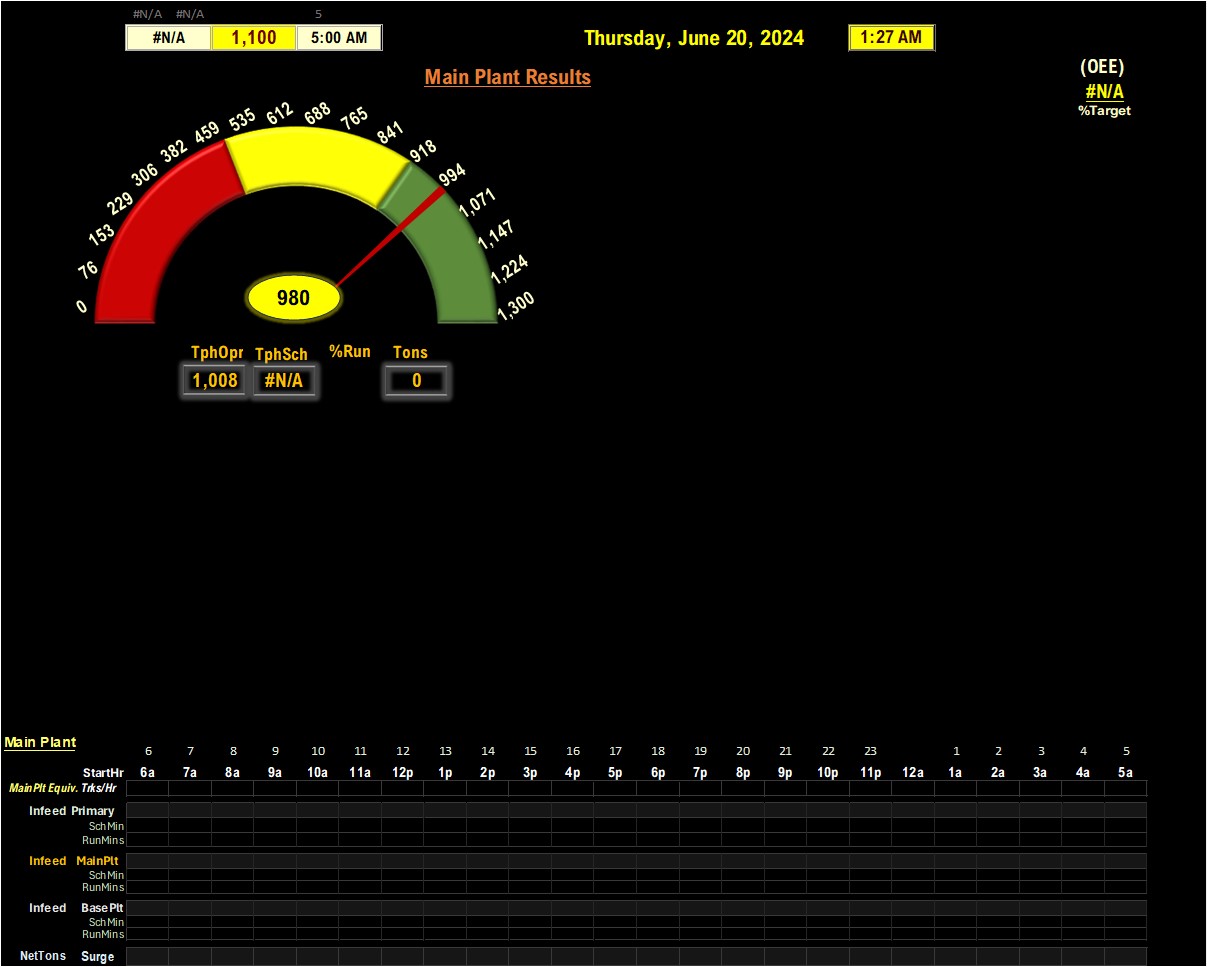 #N/A #N/A 5
#N/A 1,100 5:00 AM Thursday, June 20, 2024 1:27 AM
Main Plant Results
(OEE)
#N/A
%Target
0 76 153 229 306 382 459 535 612 688 765 841 918 994 1,071 1,147 1,224 1,300
980
TphOpr TphSch %Run Tons
1,008 #N/A 0
Main Plant
6 7 8 9 10 11 12 13 14 15 16 17 18 19 20 21 22 23 1 2 3 4 5
StartHr 6a 7a 8a 9a 10a 11a 12p 1p 2p 3p 4p 5p 6p 7p 8p 9p 10p 11p 12a 1a 2a 3a 4a 5a
MainPlt Equiv. Trks/Hr
Infeed Primary
SchMin
RunMins
Infeed MainPlt
SchMin
RunMins
Infeed BasePlt
SchMin
RunMins
NetTons Surge